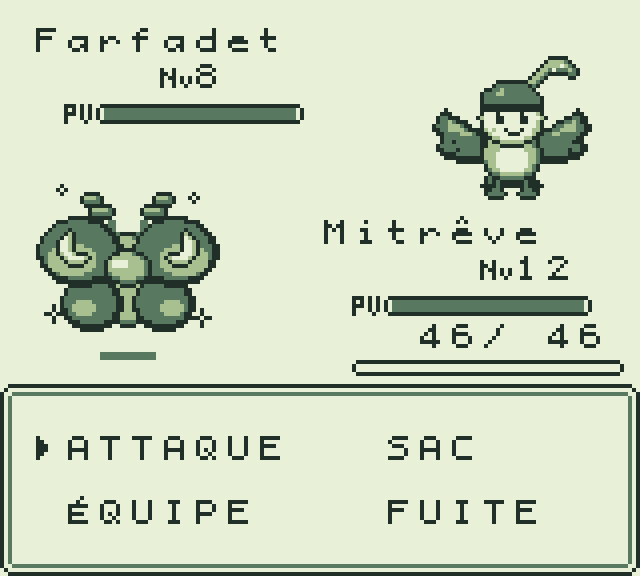 Farfadet
Nv8
PV
Mitrêve
Nv12
PV
46/ 46
ATTAQUE SAC
ÉQUIPE FUITE